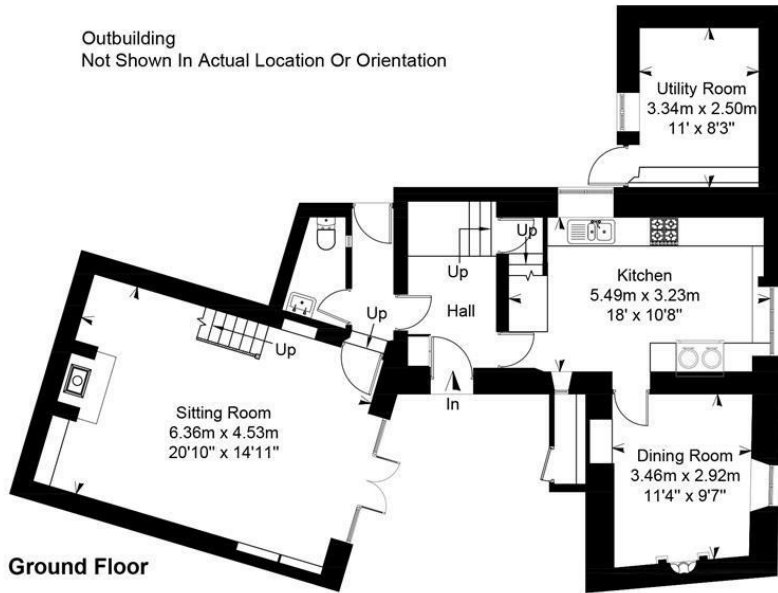 Outbuilding
Not Shown In Actual Location Or Orientation
Utility Room
3.34m x 2.50m
11' x 8'3"
Up
Up
Kitchen
5.49m x 3.23m
18' x 10'8"
Hall
Up
Up
In
Sitting Room
6.36m x 4.53m
20'10" x 14'11"
Dining Room
3.46m x 2.92m
11'4" x 9'7"
Ground Floor